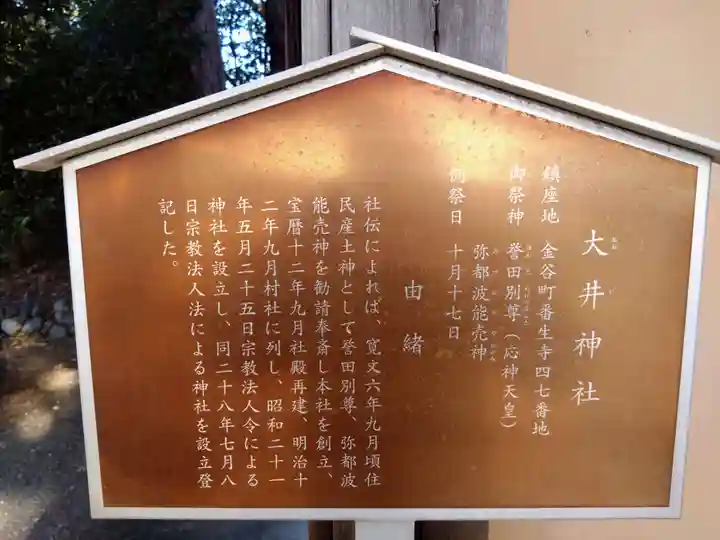 大井神社
鎮座地 金谷町番生寺四七番地
御祭神 誉田別尊(応神天皇)
弥都波能売神
例祭日 十月十七日
由緒
社伝によれば、寛文六年九月頃住
民産土神として誉田別尊、弥都波
能売神を勧請奉斎し本社を創立、
宝暦十二年九月社殿再建、明治十
二年九月村社に列し、昭和二十一
年五月二十五日宗教法人令による
神社を設立し、同二十八年七月八
日宗教法人法による神社を設立登
記した。